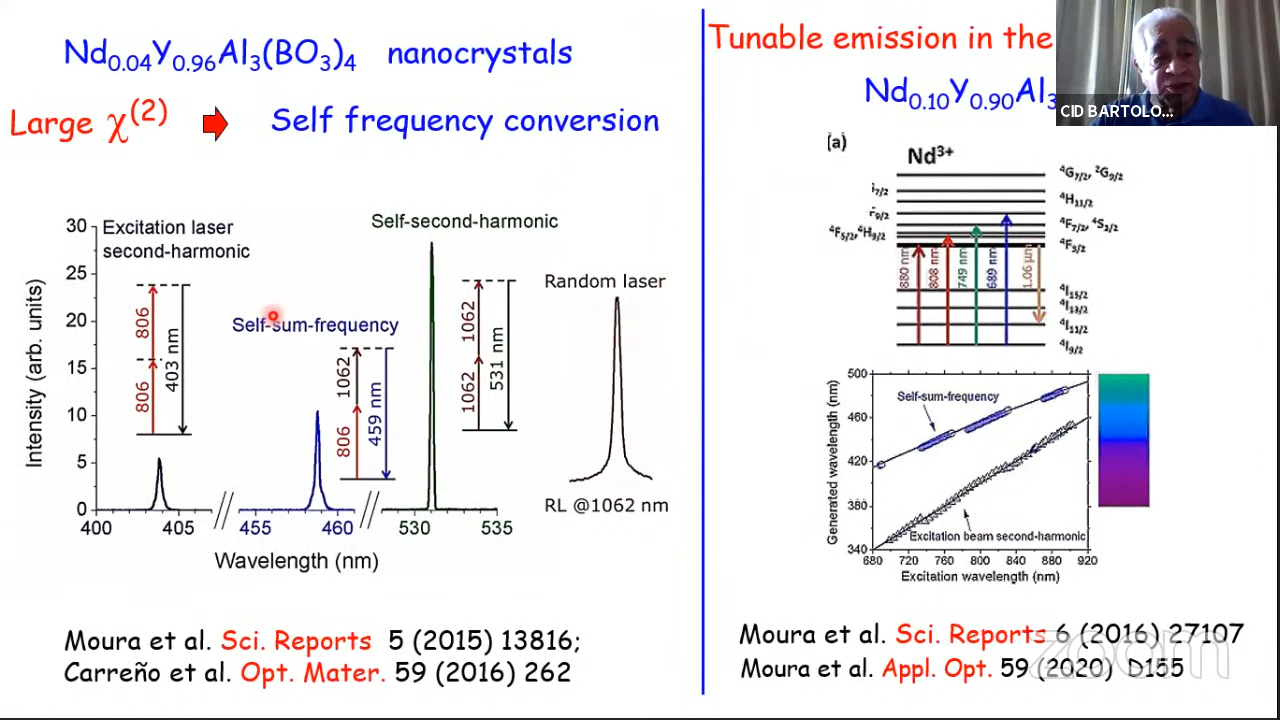 Nd0.04Y0.96Al3(BO3)4 nanocrystals
Large χ(2) Self frequency conversion
Excitation laser
second-harmonic
Self-sum-frequency
Self-second-harmonic
Random laser
806
806
403 nm
806
1062
459 nm
1062
1062
531 nm
RL @1062 nm
Intensity (arb. units)
30
25
20
15
10
5
0
400 405 455 460 530 535
Wavelength (nm)
Moura et al. Sci. Reports 5 (2015) 13816;
Carreño et al. Opt. Mater. 59 (2016) 262
Tunable emission in the
Nd0.10Y0.90Al3
CID BARTOLO...
(a)
Nd3+
4G7/2, 2G9/2
4H11/2
4F7/2, 4S3/2
4F5/2, 4H9/2
4F3/2
880 nm
808 nm
749 nm
689 nm
1.06 μm
4I15/2
4I13/2
4I11/2
4I9/2
Generated wavelength (nm)
500
460
420
380
340
Self-sum-frequency
Excitation beam second-harmonic
680 720 760 800 840 880 920
Excitation wavelength (nm)
Moura et al. Sci. Reports 6 (2016) 27107
Moura et al. Appl. Opt. 59 (2020) D155
zoom